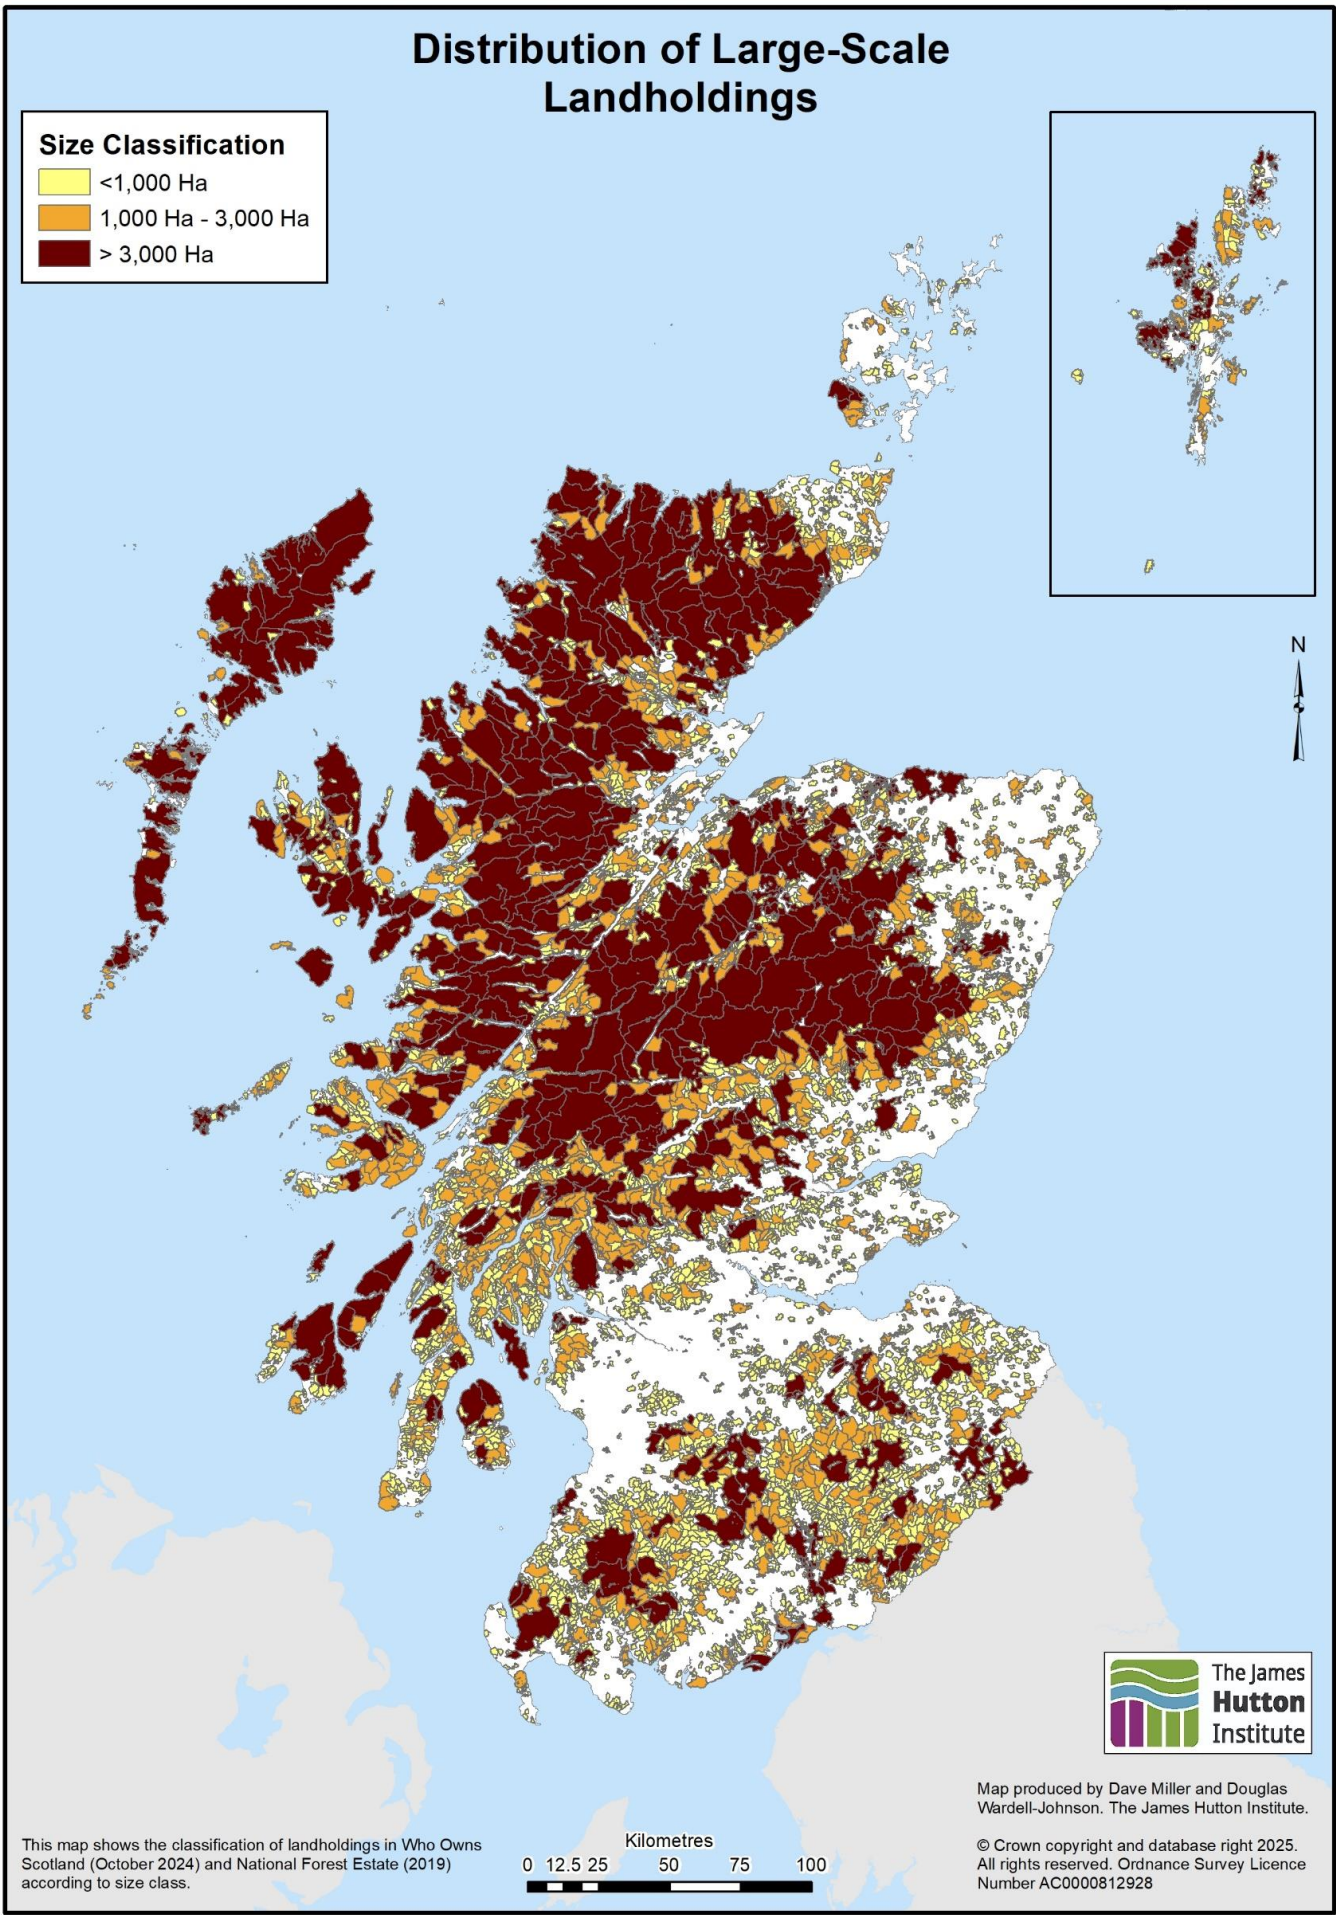 Distribution of Large-Scale
Landholdings
Size Classification
<1,000 Ha
1,000 Ha - 3,000 Ha
> 3,000 Ha
N
The James
Hutton
Institute
Map produced by Dave Miller and Douglas
Wardell-Johnson. The James Hutton Institute.
© Crown copyright and database right 2025.
All rights reserved. Ordnance Survey Licence
Number AC0000812928
This map shows the classification of landholdings in Who Owns
Scotland (October 2024) and National Forest Estate (2019)
according to size class.
Kilometres
0 12.5 25 50 75 100